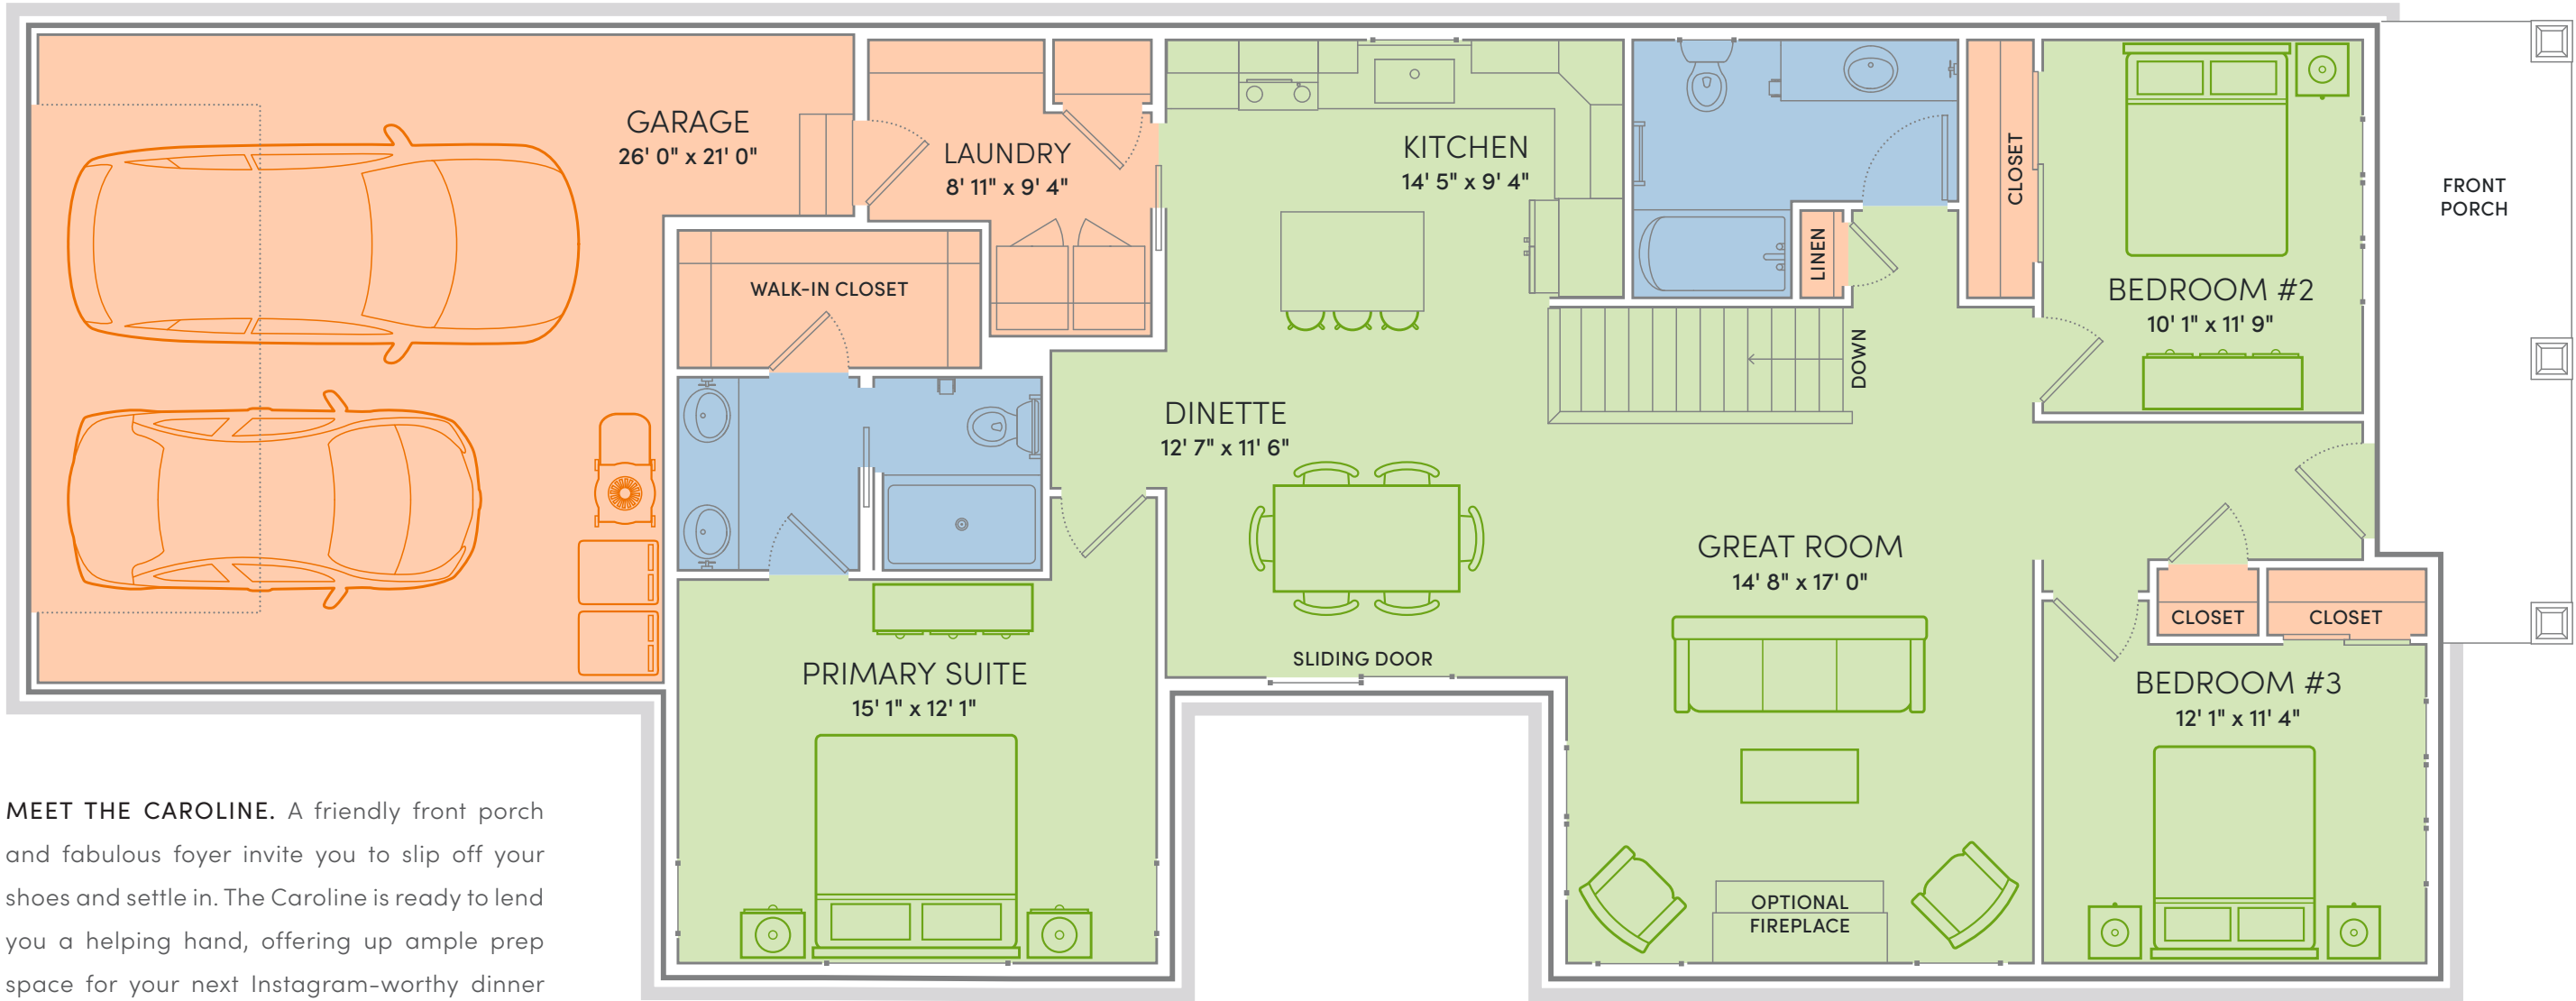 GARAGE
26' 0" x 21' 0"
LAUNDRY
8' 11" x 9' 4"
KITCHEN
14' 5" x 9' 4"
CLOSET
LINEN
BEDROOM #2
10' 1" x 11' 9"
FRONT
PORCH
WALK-IN CLOSET
DOWN
DINETTE
12' 7" x 11' 6"
GREAT ROOM
14' 8" x 17' 0"
CLOSET
CLOSET
SLIDING DOOR
PRIMARY SUITE
15' 1" x 12' 1"
BEDROOM #3
12' 1" x 11' 4"
OPTIONAL
FIREPLACE
MEET THE CAROLINE. A friendly front porch
and fabulous foyer invite you to slip off your
shoes and settle in. The Caroline is ready to lend
you a helping hand, offering up ample prep
space for your next Instagram-worthy dinner